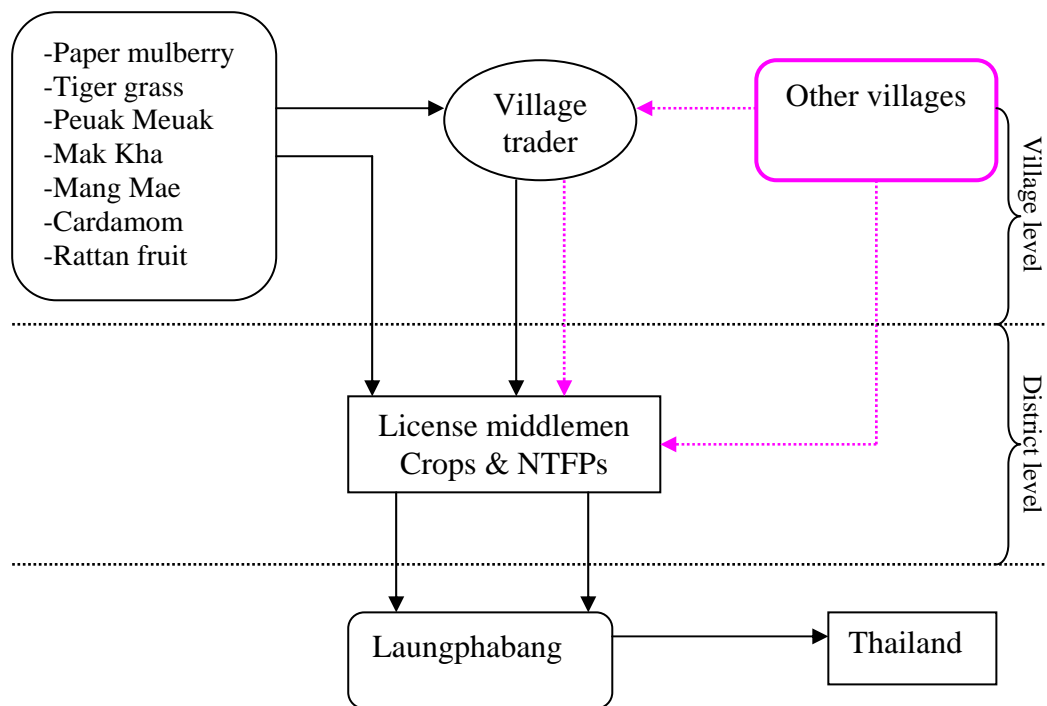 -Paper mulberry
-Tiger grass
-Peuak Meuak
-Mak Kha
-Mang Mae
-Cardamom
-Rattan fruit
Village
trader
Other villages
Village level
License middlemen
Crops & NTFPs
District level
Laungphabang
Thailand